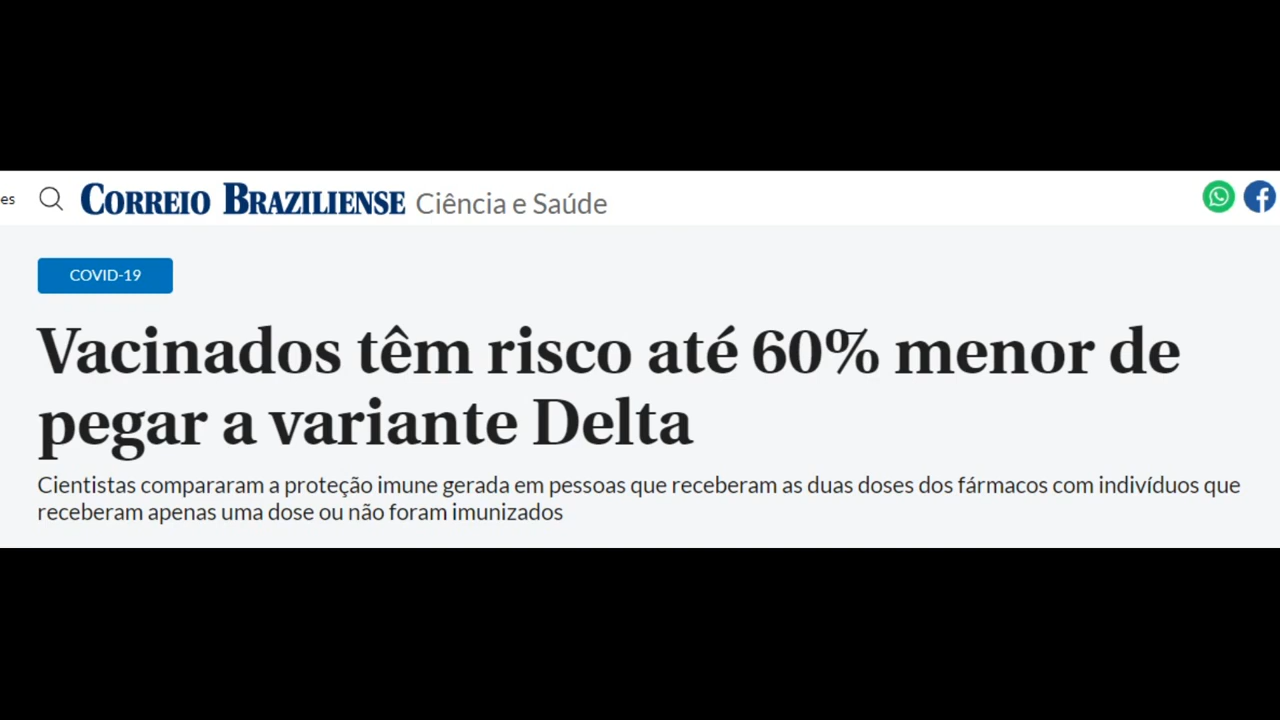 es CORREIO BRAZILIENSE Ciência e Saúde
COVID-19
Vacinados têm risco até 60% menor de
pegar a variante Delta
Cientistas compararam a proteção imune gerada em pessoas que receberam as duas doses dos fármacos com indivíduos que
receberam apenas uma dose ou não foram imunizados